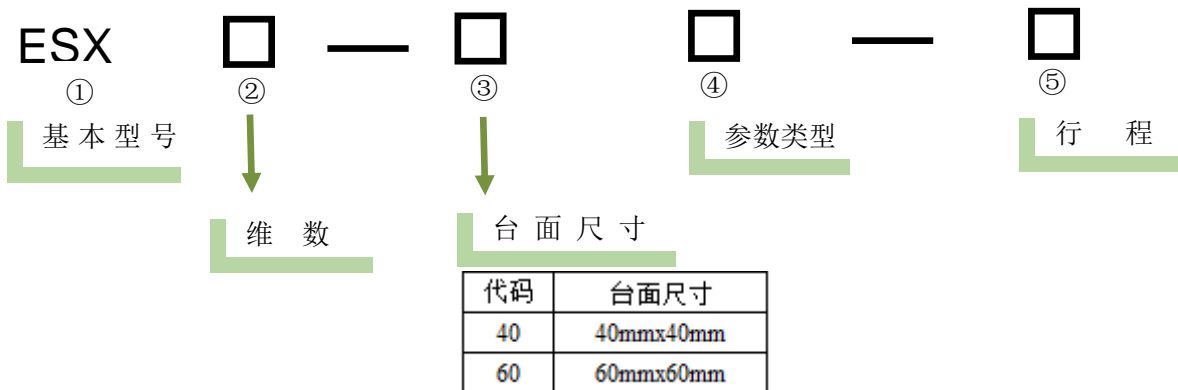 ESX □ — □ □ — □
① ② ③ ④ ⑤
基本型号 参数类型 行 程
维 数 台面尺寸
代码 台面尺寸
40 40mmx40mm
60 60mmx60mm